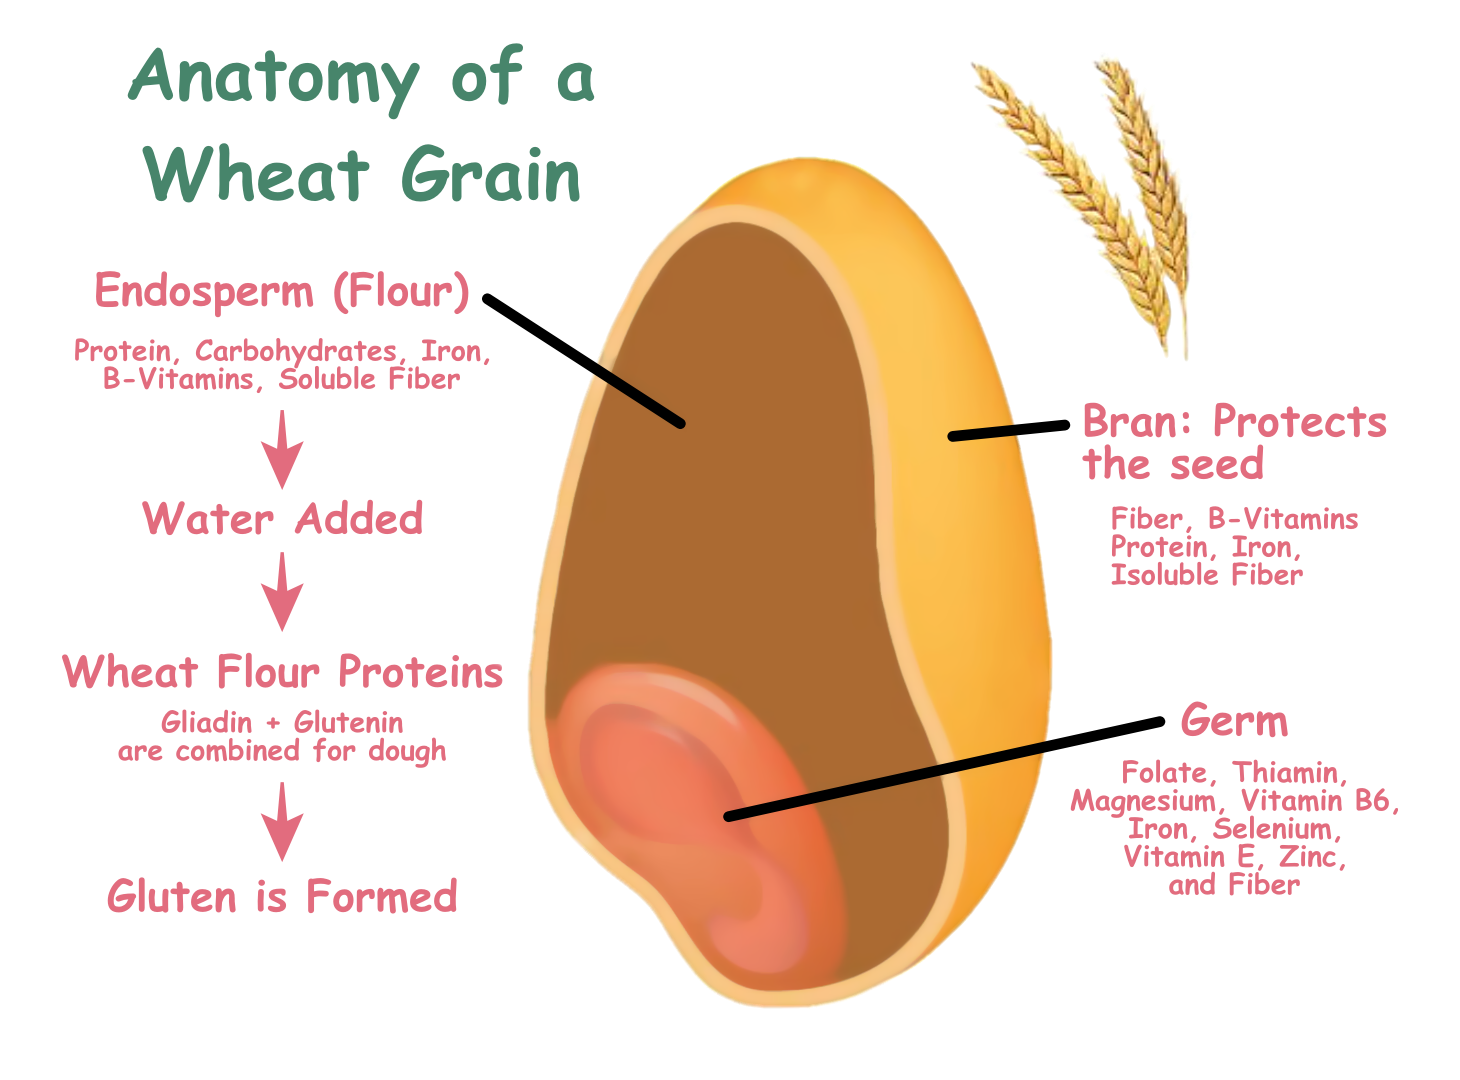 Anatomy of a
Wheat Grain
Endosperm (Flour)
Protein, Carbohydrates, Iron,
B-Vitamins, Soluble Fiber
Water Added
Wheat Flour Proteins
Gliadin + Glutenin
are combined for dough
Gluten is Formed
Bran: Protects
the seed
Fiber, B-Vitamins
Protein, Iron,
Isoluble Fiber
Germ
Folate, Thiamin,
Magnesium, Vitamin B6,
Iron, Selenium,
Vitamin E, Zinc,
and Fiber